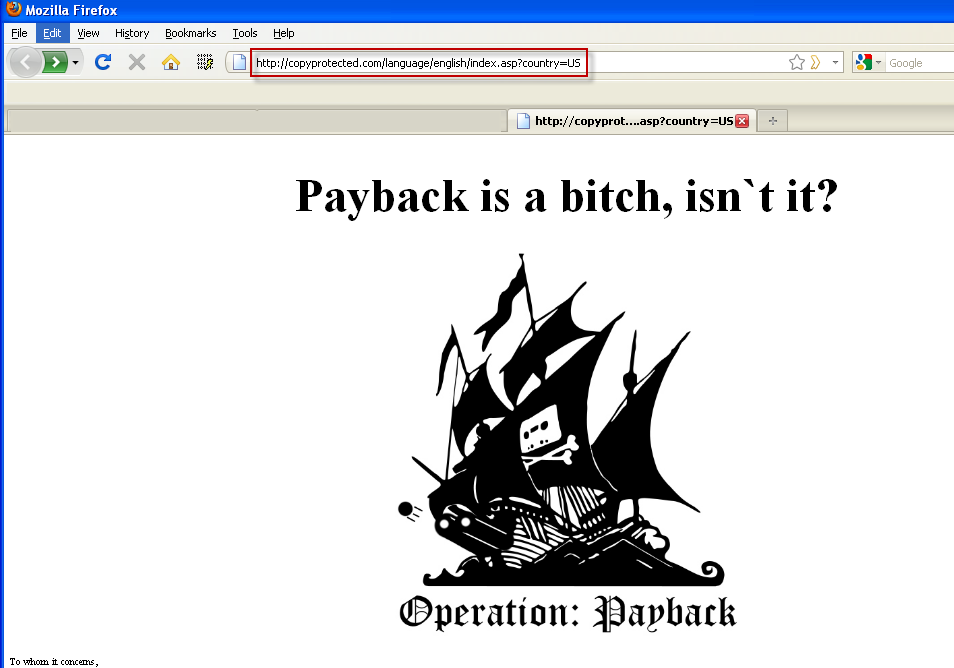 Mozilla Firefox
File Edit View History Bookmarks Tools Help
http://copyprotected.com/language/english/index.asp?country=US Google
http://copyprot....asp?country=US
Payback is a bitch, isn`t it?
Operation: Payback
To whom it concerns,